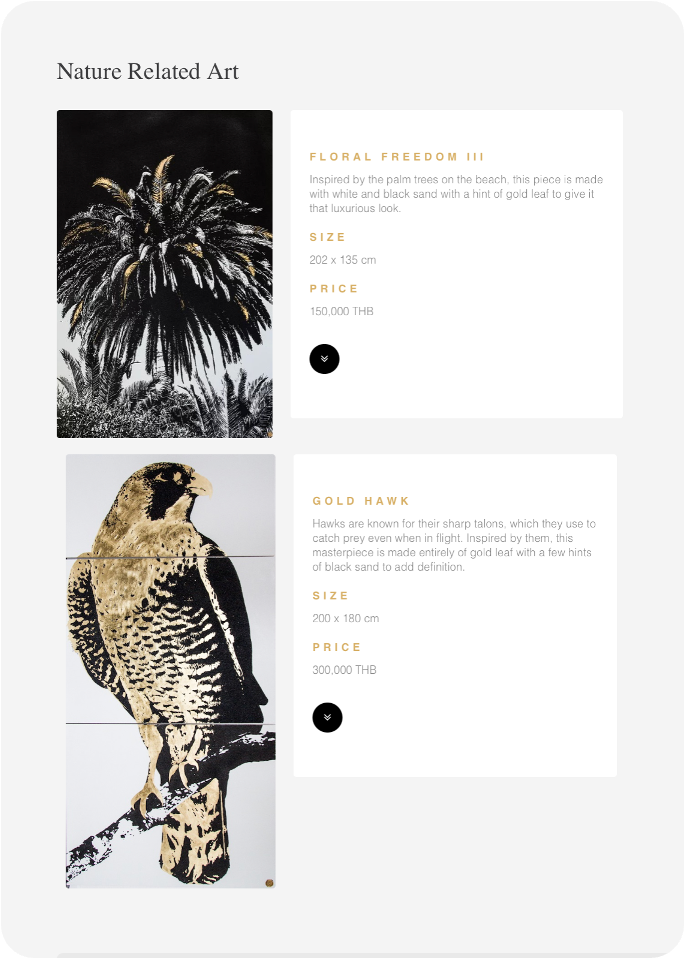 Nature Related Art
FLORAL FREEDOM III
Inspired by the palm trees on the beach, this piece is made
with white and black sand with a hint of gold leaf to give it
that luxurious look.
SIZE
202 x 135 cm
PRICE
150,000 THB
GOLD HAWK
Hawks are known for their sharp talons, which they use to
catch prey even when in flight. Inspired by them, this
masterpiece is made entirely of gold leaf with a few hints
of black sand to add definition.
SIZE
200 x 180 cm
PRICE
300,000 THB